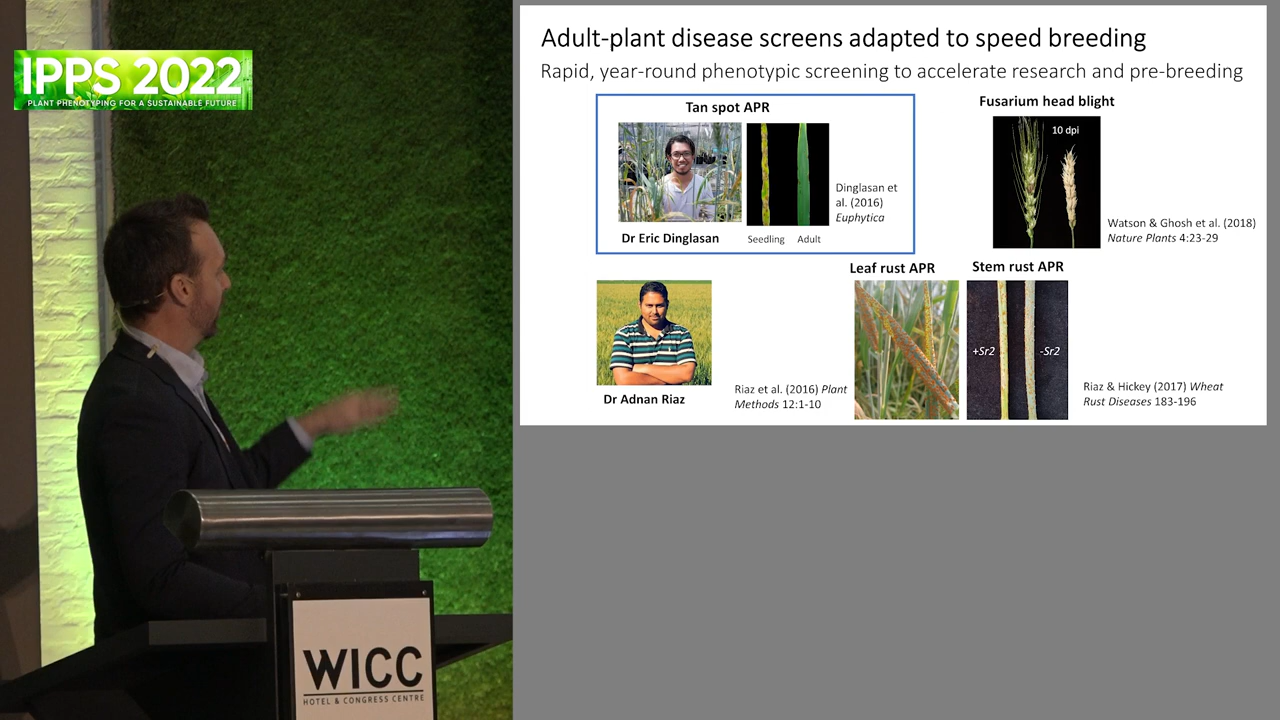 IPPS 2022
PLANT PHENOTYPING FOR A SUSTAINABLE FUTURE
Adult-plant disease screens adapted to speed breeding
Rapid, year-round phenotypic screening to accelerate research and pre-breeding
Tan spot APR
Dinglasan et
al. (2016)
Euphytica
Dr Eric Dinglasan
Seedling
Adult
Fusarium head blight
10 dpi
Watson & Ghosh et al. (2018)
Nature Plants 4:23-29
Dr Adnan Riaz
Riaz et al. (2016) Plant
Methods 12:1-10
Leaf rust APR
Stem rust APR
+Sr2
-Sr2
Riaz & Hickey (2017) Wheat
Rust Diseases 183-196
WICC
HOTEL & CONGRESS CENTRE